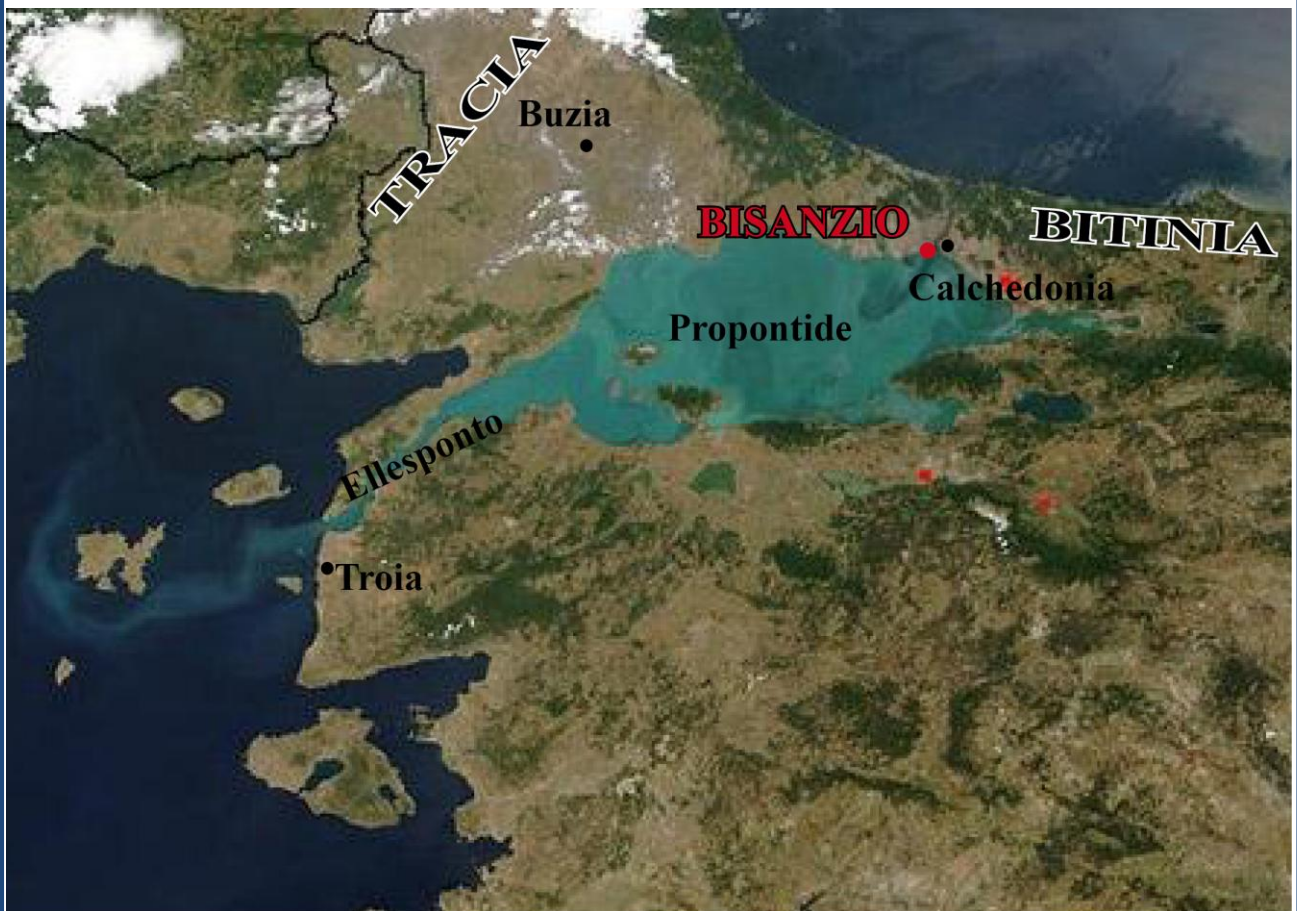 TRACIA
Buzia
BISANZIO
BITINIA
Calchedonia
Propontide
Ellesponto
Troia